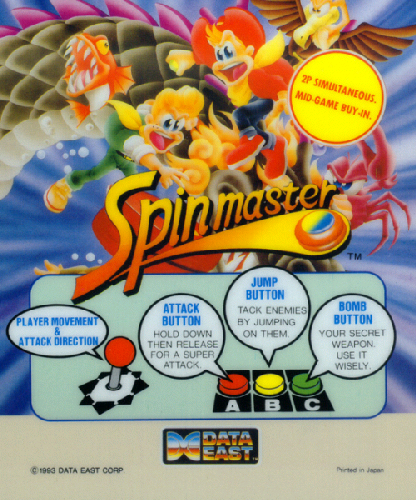 2P SIMULTANEOUS.
MID-GAME BUY-IN.
Spinmaster
TM
PLAYER MOVEMENT
&
ATTACK DIRECTION
ATTACK
BUTTON
HOLD DOWN
THEN RELEASE
FOR A SUPER
ATTACK.
JUMP
BUTTON
TACK ENEMIES
BY JUMPING
ON THEM.
BOMB
BUTTON
YOUR SECRET
WEAPON.
USE IT
WISELY.
A B C
DATA
EAST
©1993 DATA EAST CORP
Printed in Japan